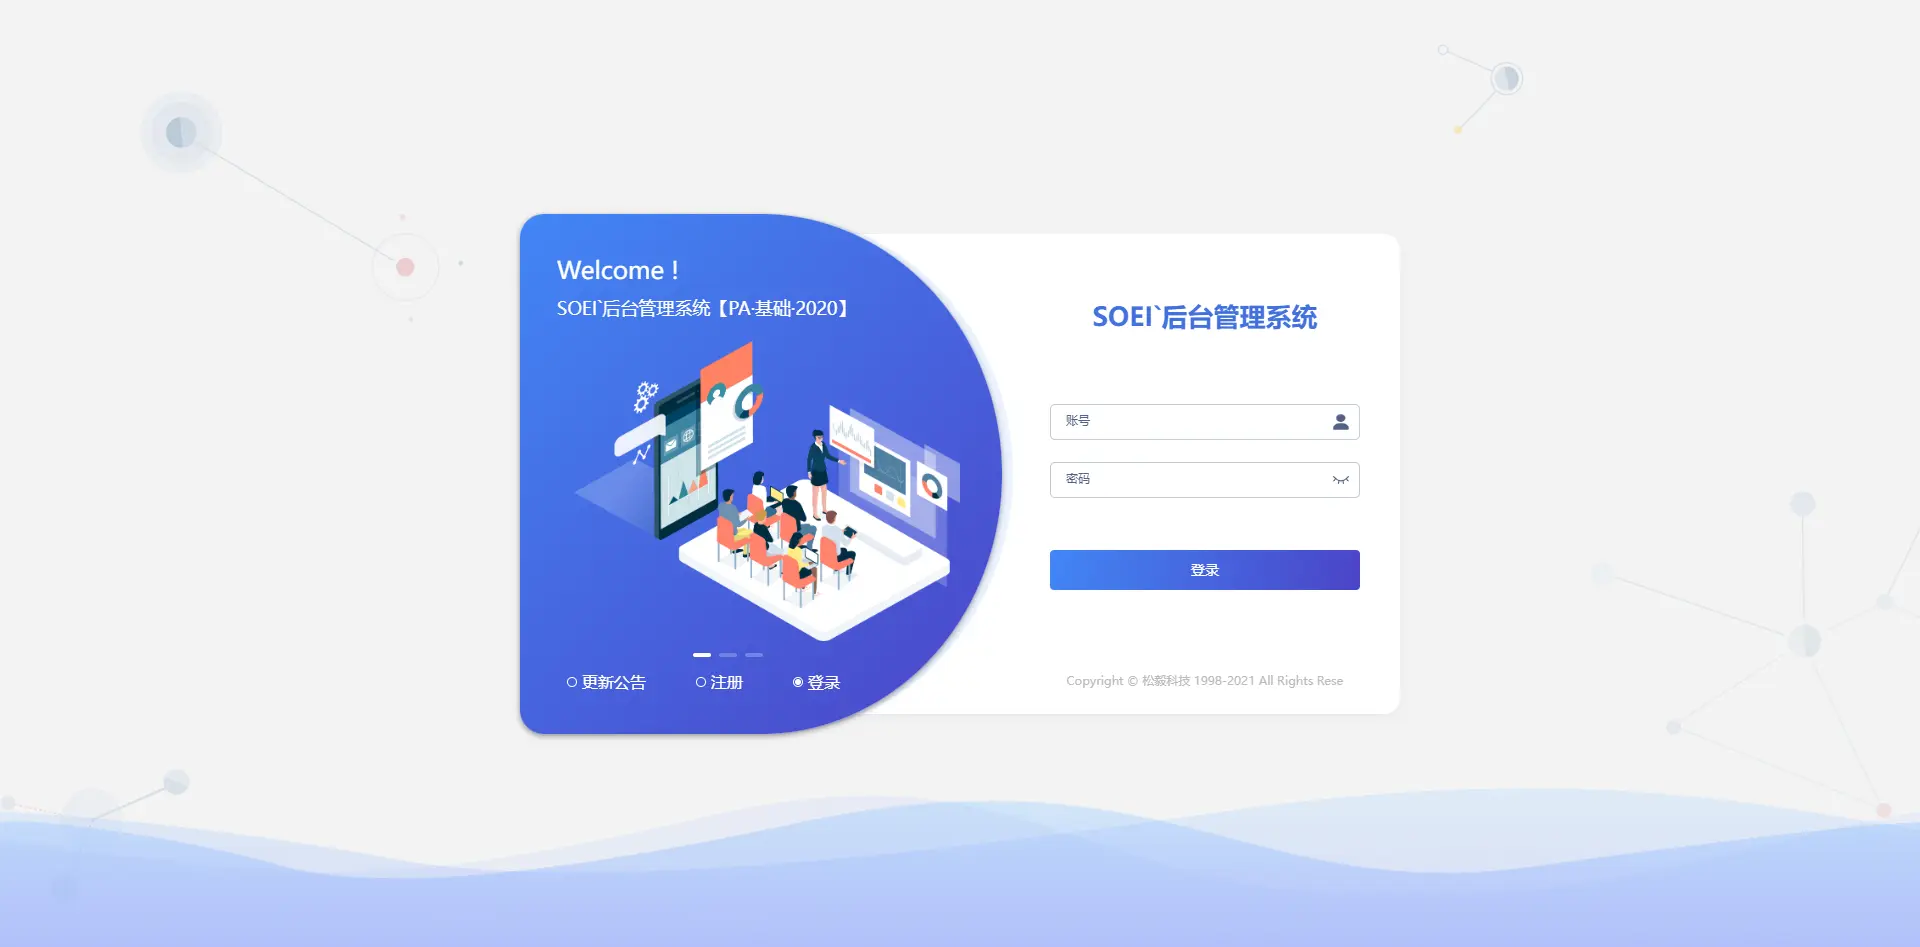 Welcome !
SOEI`后台管理系统【PA·基础·2020】
更新公告
注册
登录
SOEI`后台管理系统
账号
密码
登录
Copyright © 松毅科技 1998-2021 All Rights Rese